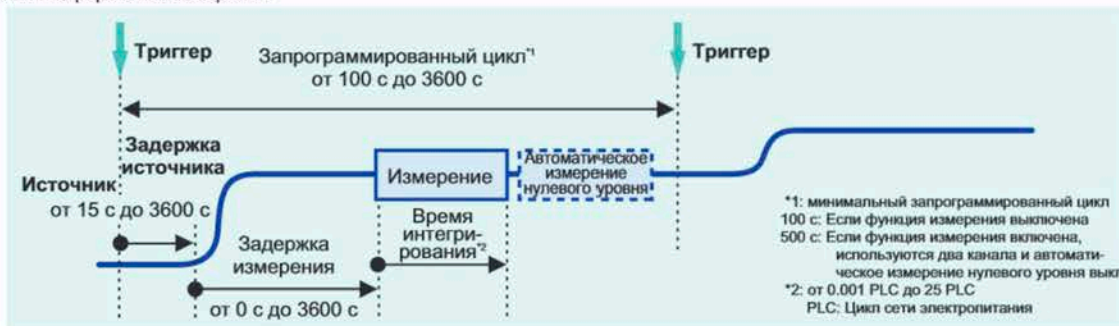 Триггер
Запрограммированный цикл*1
от 100 с до 3600 с
Триггер
Задержка
источника
Источник
от 15 с до 3600 с
Измерение
Автоматическое
измерение
нулевого уровня
Время
интегри-
рования*2
Задержка
измерения
от 0 с до 3600 с
*1: минимальный запрограммированный цикл
100 с: Если функция измерения выключена
500 с: Если функция измерения включена,
используются два канала и автомати-
ческое измерение нулевого уровня выкл
*2: от 0.001 PLC до 25 PLC
PLC: Цикл сети электропитания